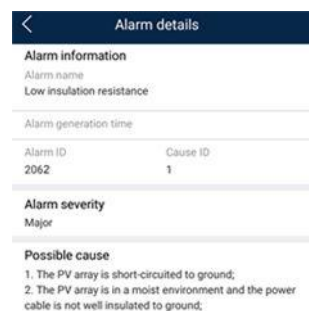 Alarm details
Alarm information
Alarm name
Low insulation resistance
Alarm generation time
Alarm ID Cause ID
2062 1
Alarm severity
Major
Possible cause
1. The PV array is short-circuited to ground;
2. The PV array is in a moist environment and the power
cable is not well insulated to ground;